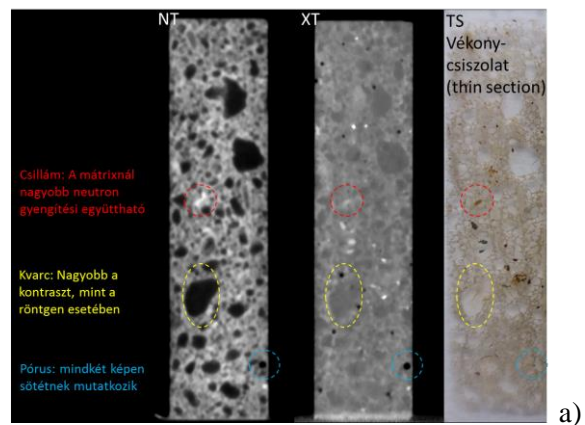 NT
XT
TS
Vékony-
csiszolat
(thin section)
Csillám: A mátrixnál
nagyobb neutron
gyengítési együttható
Kvarc: Nagyobb a
kontraszt, mint a
röntgen esetében
Pórus: mindkét képen
sötétnek mutatkozik
a)